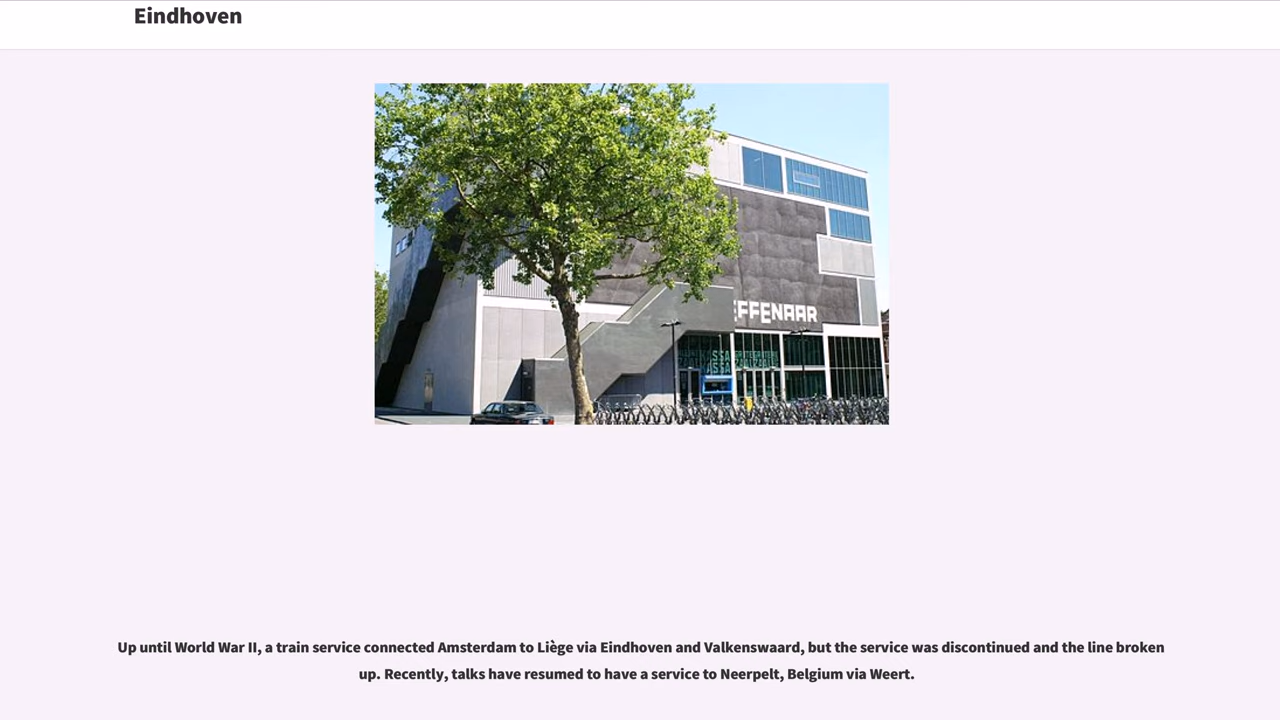 Eindhoven
EFFENAAR
KASSA
KASSA
Up until World War II, a train service connected Amsterdam to Liège via Eindhoven and Valkenswaard, but the service was discontinued and the line broken
up. Recently, talks have resumed to have a service to Neerpelt, Belgium via Weert.